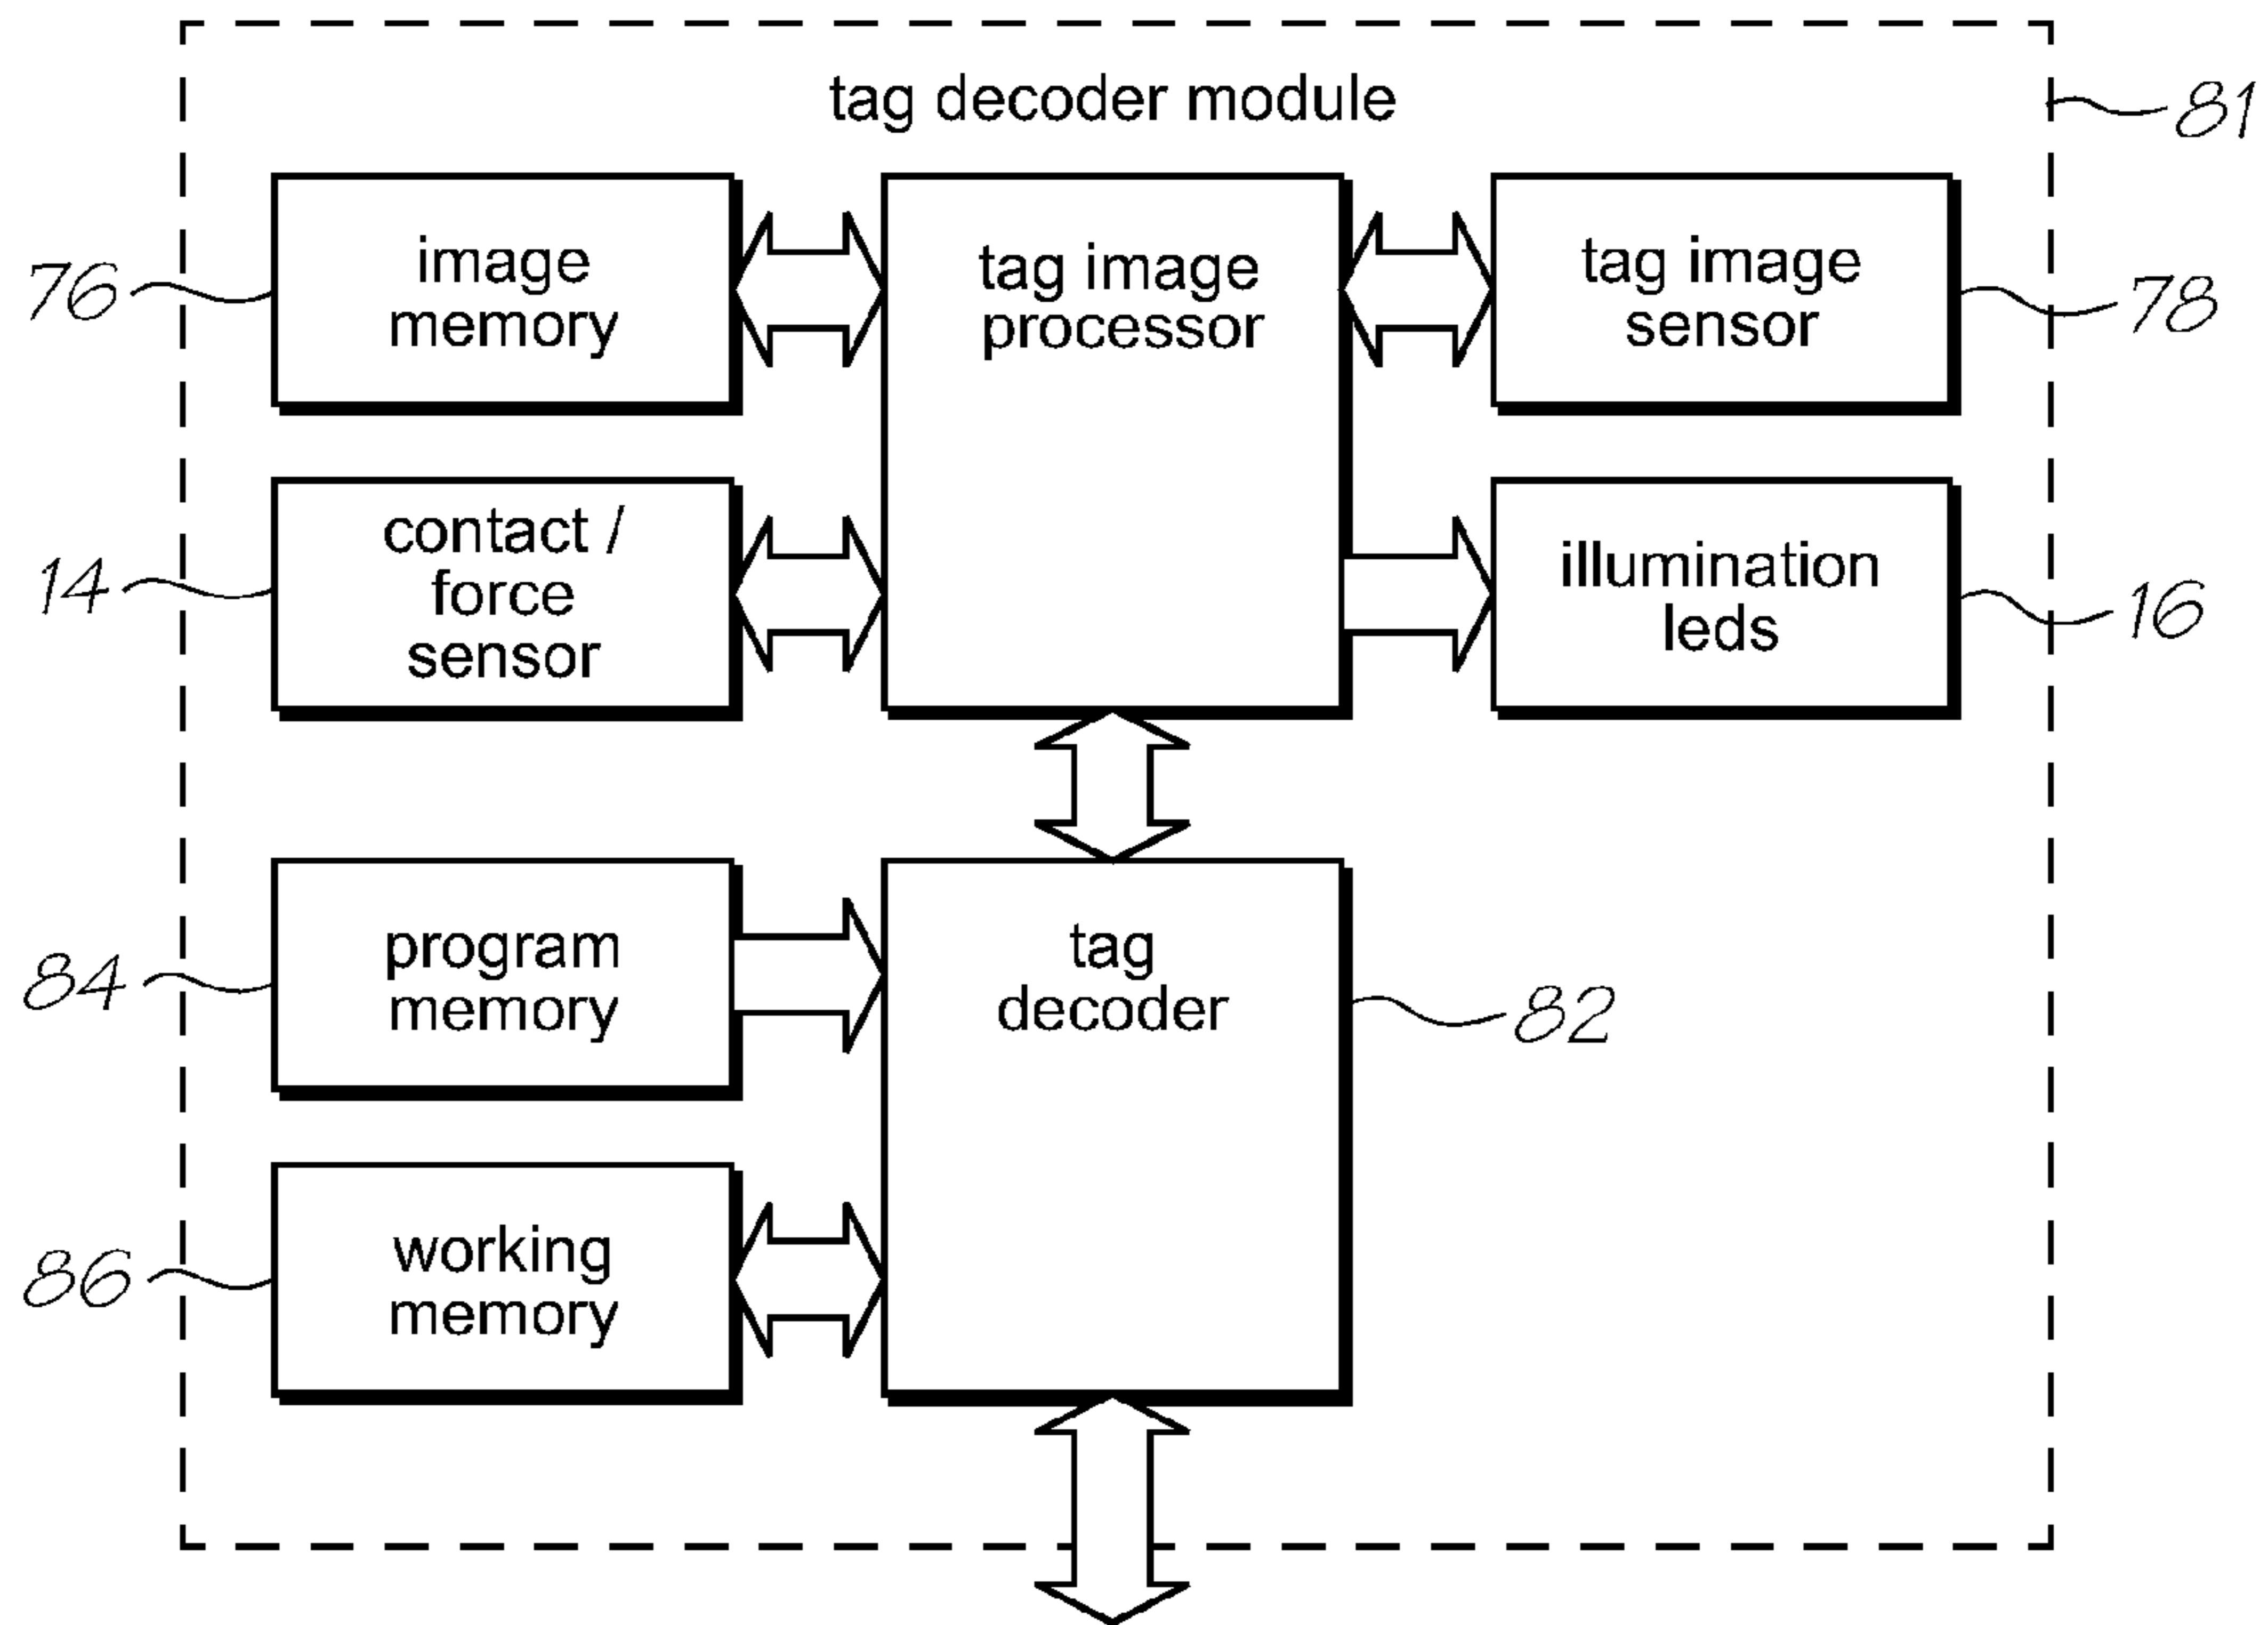 tag decoder module
81
image
memory
76
tag image
processor
tag image
sensor
78
contact /
force
sensor
14
illumination
leds
16
program
memory
84
tag
decoder
82
working
memory
86